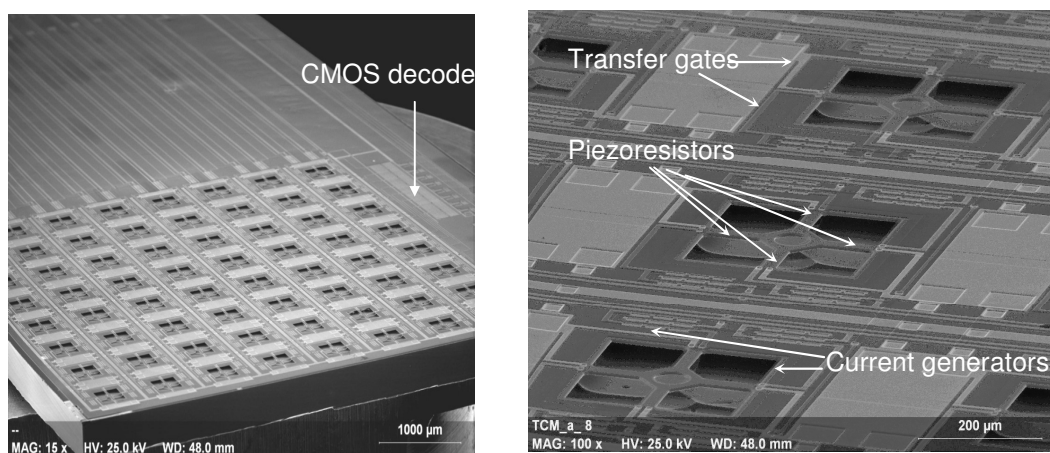 CMOS decode
--
MAG: 15 x HV: 25.0 kV WD: 48.0 mm
1000 µm
Transfer gates
Piezoresistors
Current generators
TCM_a_ 8
MAG: 100 x HV: 25.0 kV WD: 48.0 mm
200 µm